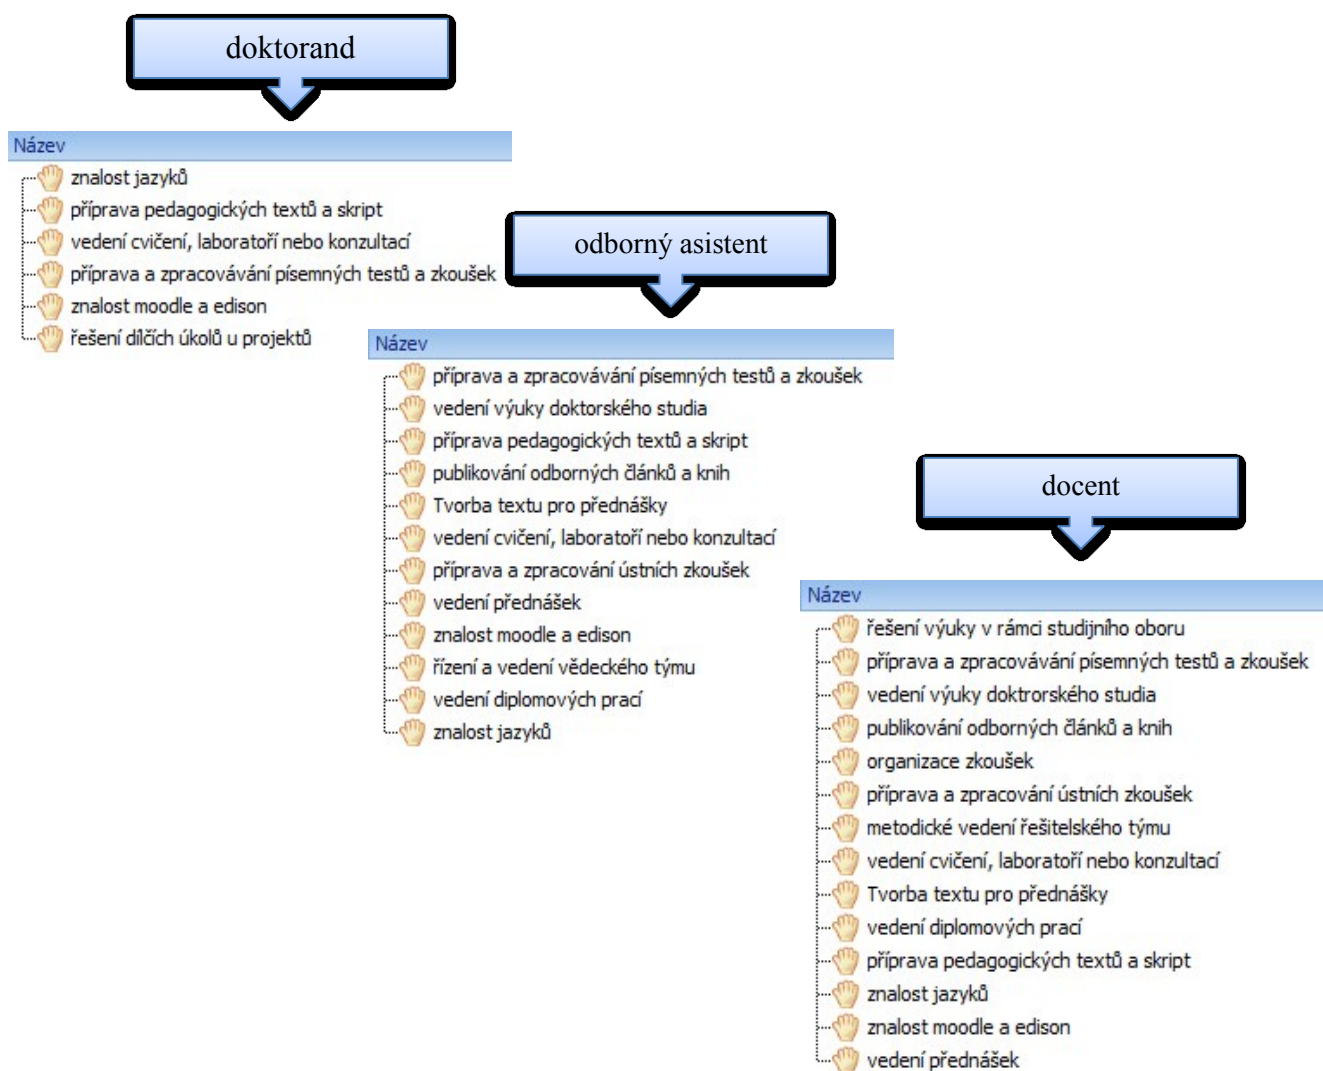 doktorand
Název
znalost jazyků
příprava pedagogických textů a skript
vedení cvičení, laboratoří nebo konzultací
příprava a zpracovávání písemných testů a zkoušek
znalost moodle a edison
řešení dílčích úkolů u projektů
odborný asistent
Název
příprava a zpracovávání písemných testů a zkoušek
vedení výuky doktorského studia
příprava pedagogických textů a skript
publikování odborných článků a knih
Tvorba textu pro přednášky
vedení cvičení, laboratoří nebo konzultací
příprava a zpracování ústních zkoušek
vedení přednášek
znalost moodle a edison
řízení a vedení vědeckého týmu
vedení diplomových prací
znalost jazyků
docent
Název
řešení výuky v rámci studijního oboru
příprava a zpracovávání písemných testů a zkoušek
vedení výuky doktrorského studia
publikování odborných článků a knih
organizace zkoušek
příprava a zpracování ústních zkoušek
metodické vedení řešitelského týmu
vedení cvičení, laboratoří nebo konzultací
Tvorba textu pro přednášky
vedení diplomových prací
příprava pedagogických textů a skript
znalost jazyků
znalost moodle a edison
vedení přednášek